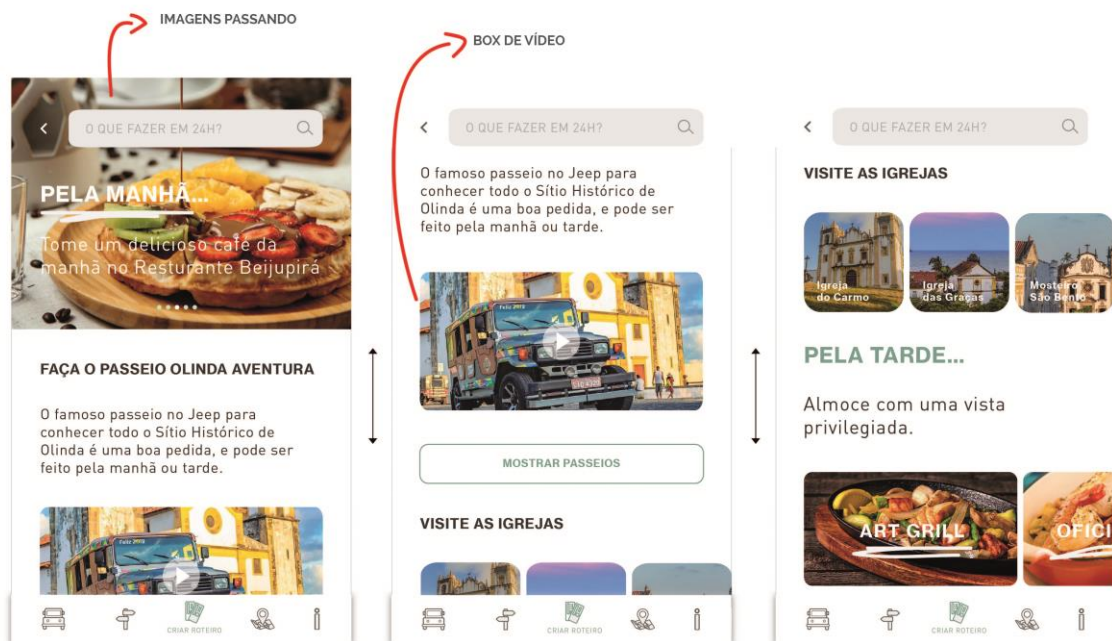 IMAGENS PASSANDO
BOX DE VÍDEO
O QUE FAZER EM 24H?
PELA MANHÃ...
Tome um delicioso café da
manhã no Resturante Beijupirá
FAÇA O PASSEIO OLINDA AVENTURA
O famoso passeio no Jeep para
conhecer todo o Sítio Histórico de
Olinda é uma boa pedida, e pode ser
feito pela manhã ou tarde.
CRIAR ROTEIRO
O QUE FAZER EM 24H?
O famoso passeio no Jeep para
conhecer todo o Sítio Histórico de
Olinda é uma boa pedida, e pode ser
feito pela manhã ou tarde.
MOSTRAR PASSEIOS
VISITE AS IGREJAS
CRIAR ROTEIRO
O QUE FAZER EM 24H?
VISITE AS IGREJAS
Igreja
do Carmo
Igreja
das Graças
Mosteiro
São Bento
PELA TARDE...
Almoce com uma vista
privilegiada.
ART GRILL
OFICI
CRIAR ROTEIRO